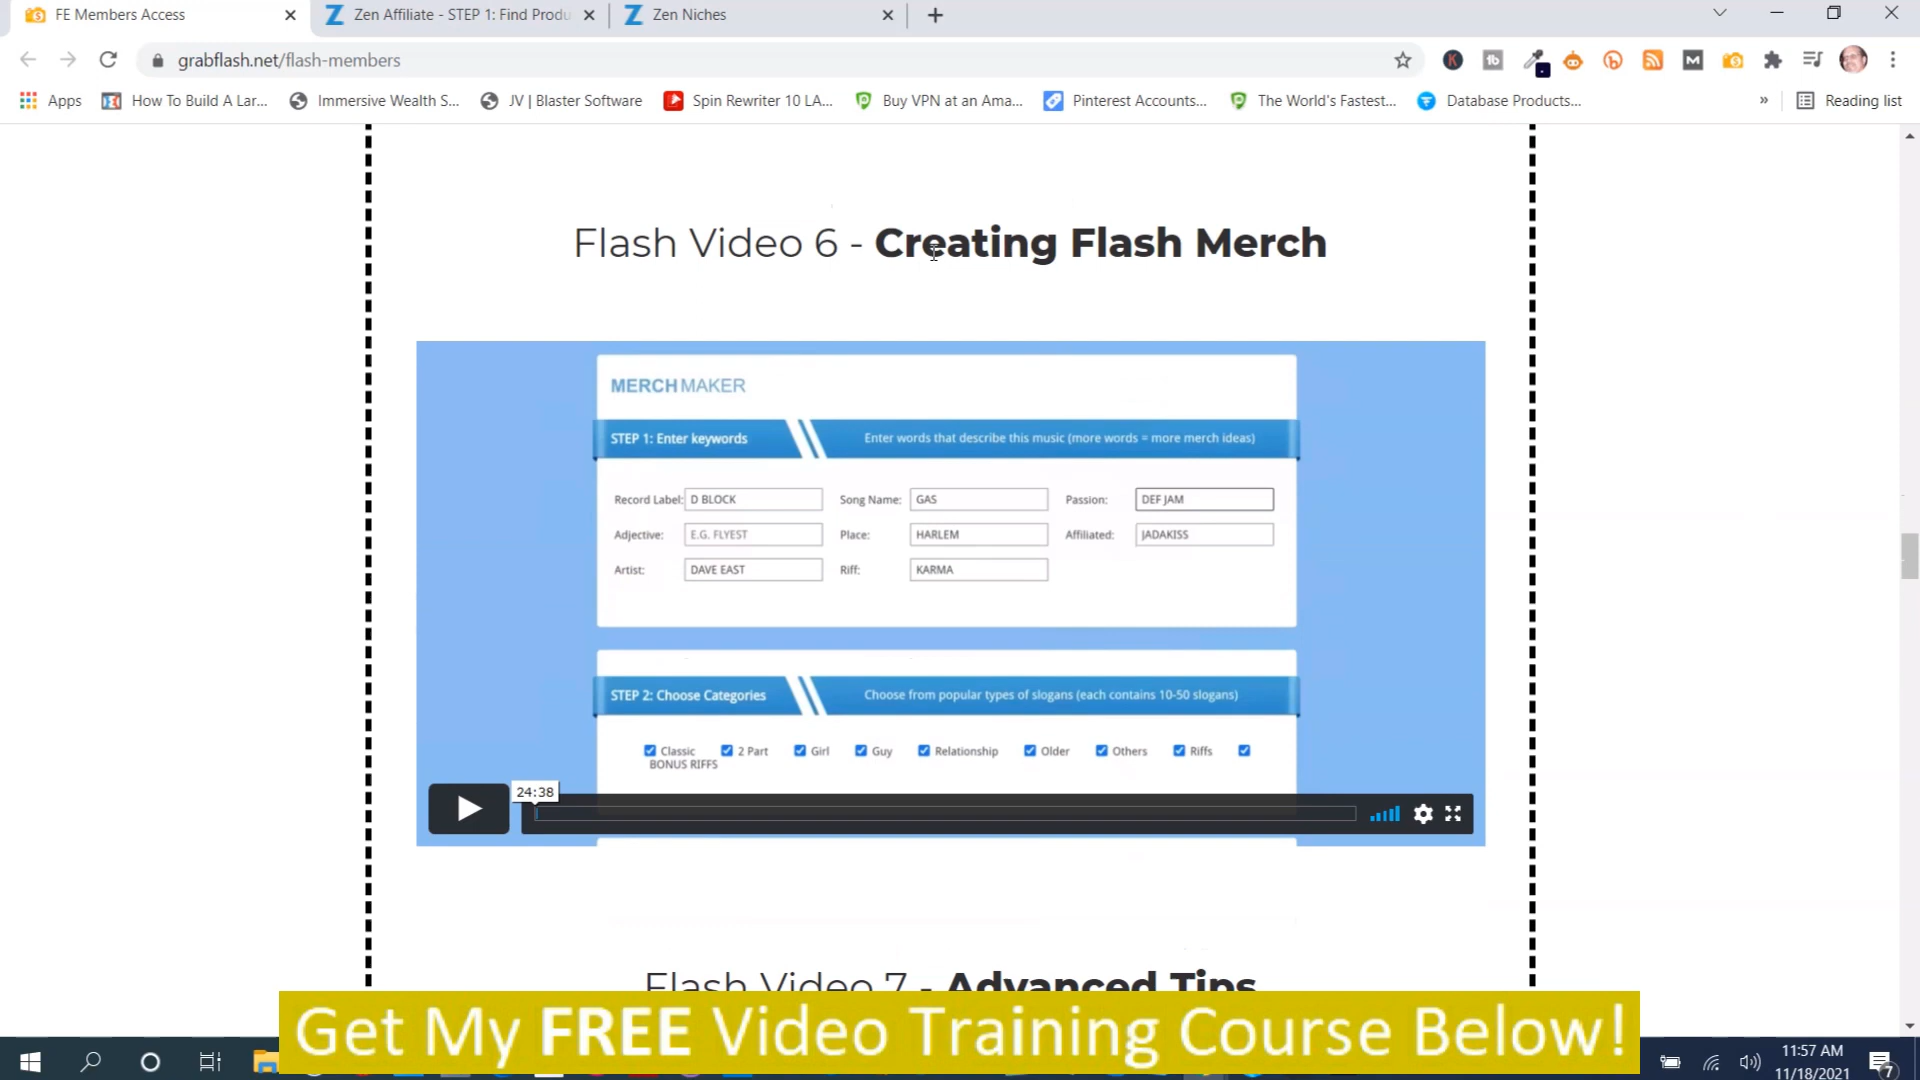 FE Members Access
Zen Affiliate - STEP 1: Find Produ
Zen Niches
grabflash.net/flash-members
Apps
How To Build A Lar...
Immersive Wealth S...
JV | Blaster Software
Spin Rewriter 10 LA...
Buy VPN at an Ama...
Pinterest Accounts...
The World's Fastest...
Database Products...
»
Reading list
Flash Video 6 - Creating Flash Merch
MERCHMAKER
STEP 1: Enter keywords
Enter words that describe this music (more words = more merch ideas)
Record Label: D BLOCK
Song Name: GAS
Passion: DEF JAM
Adjective: E.G. FLYEST
Place: HARLEM
Affiliated: JADAKISS
Artist: DAVE EAST
Riff: KARMA
STEP 2: Choose Categories
Choose from popular types of slogans (each contains 10-50 slogans)
Classic 2 Part Girl Guy Relationship Older Others Riffs
BONUS RIFFS
24:38
Flash Video 7 - Advanced Tips
Get My FREE Video Training Course Below!
11:57 AM
11/18/2021
7